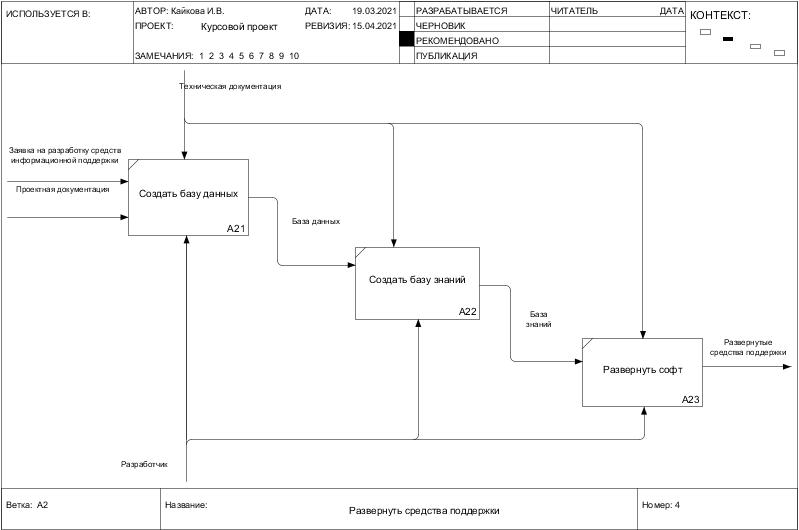 ИСПОЛЬЗУЕТСЯ В:
АВТОР: Кайкова И.В.
ДАТА: 19.03.2021
ПРОЕКТ: Курсовой проект
РЕВИЗИЯ: 15.04.2021
ЗАМЕЧАНИЯ: 1 2 3 4 5 6 7 8 9 10
РАЗРАБАТЫВАЕТСЯ
ЧЕРНОВИК
РЕКОМЕНДОВАНО
ПУБЛИКАЦИЯ
ЧИТАТЕЛЬ
ДАТА
КОНТЕКСТ:
Техническая документация
Заявка на разработку средств
информационной поддержки
Проектная документация
Создать базу данных
A21
База данных
Создать базу знаний
A22
База
знаний
Развернуть софт
A23
Развернутые
средства поддержки
Разработчик
Ветка: A2
Название:
Развернуть средства поддержки
Номер: 4